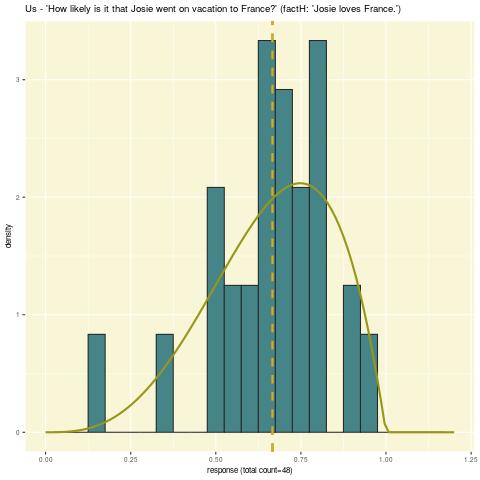 Us - 'How likely is it that Josie went on vacation to France?' (factH: 'Josie loves France.')
3
2
1
0
density
0.00 0.25 0.50 0.75 1.00 1.25
response (total count=48)